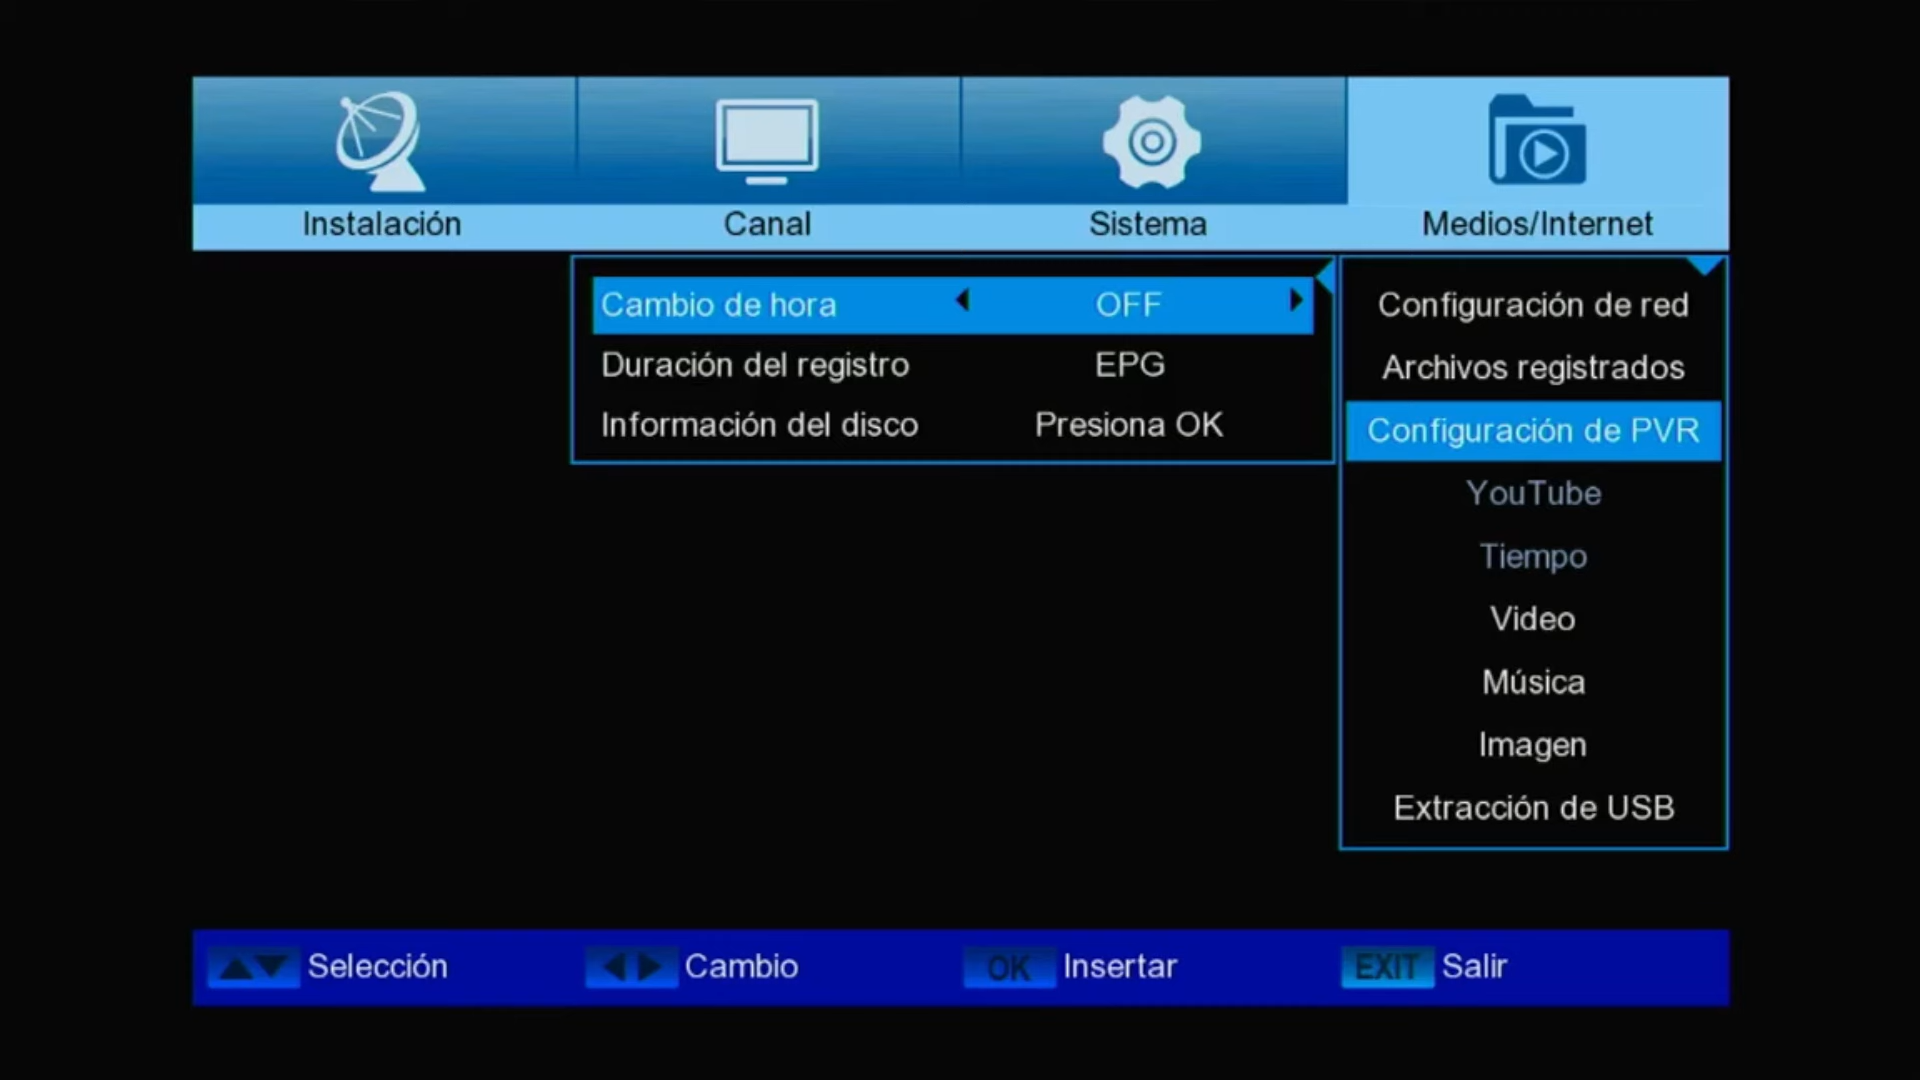 Instalación
Canal
Sistema
Medios/Internet
Cambio de hora OFF
Duración del registro EPG
Información del disco Presiona OK
Configuración de red
Archivos registrados
Configuración de PVR
YouTube
Tiempo
Video
Música
Imagen
Extracción de USB
Selección
Cambio
OK Insertar
EXIT Salir